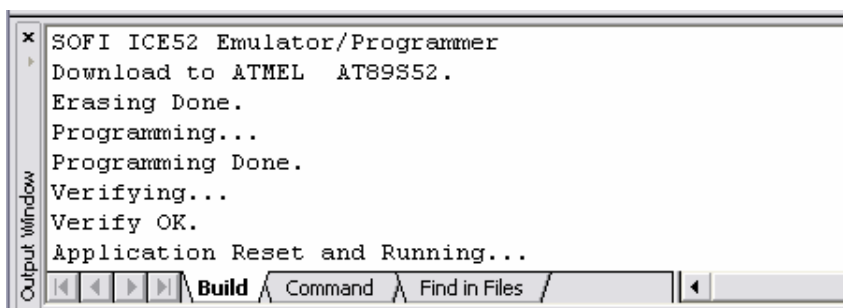 SOFI ICE52 Emulator/Programmer
Download to ATMEL  AT89S52.
Erasing Done.
Programming...
Programming Done.
Verifying...
Verify OK.
Application Reset and Running...
Output Window
Build Command Find in Files